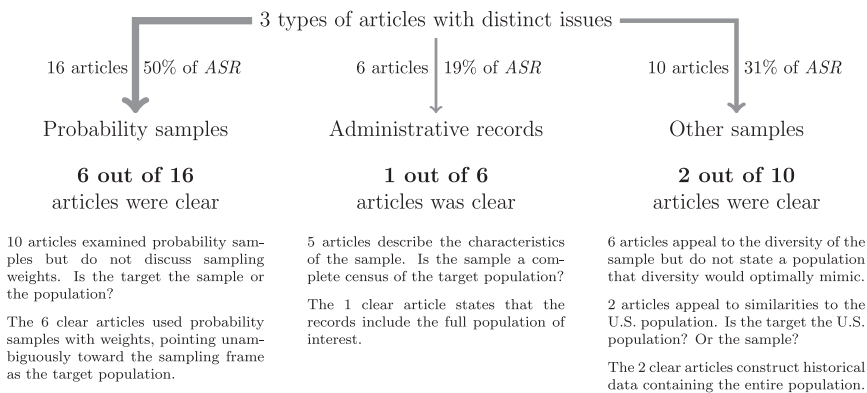 3 types of articles with distinct issues
16 articles 50% of ASR
Probability samples
6 out of 16
articles were clear
10 articles examined probability sam-
ples but do not discuss sampling
weights. Is the target the sample or
the population?
The 6 clear articles used probability
samples with weights, pointing unam-
biguously toward the sampling frame
as the target population.
6 articles 19% of ASR
Administrative records
1 out of 6
articles was clear
5 articles describe the characteristics
of the sample. Is the sample a com-
plete census of the target population?
The 1 clear article states that the
records include the full population of
interest.
10 articles 31% of ASR
Other samples
2 out of 10
articles were clear
6 articles appeal to the diversity of the
sample but do not state a population
that diversity would optimally mimic.
2 articles appeal to similarities to the
U.S. population. Is the target the U.S.
population? Or the sample?
The 2 clear articles construct historical
data containing the entire population.